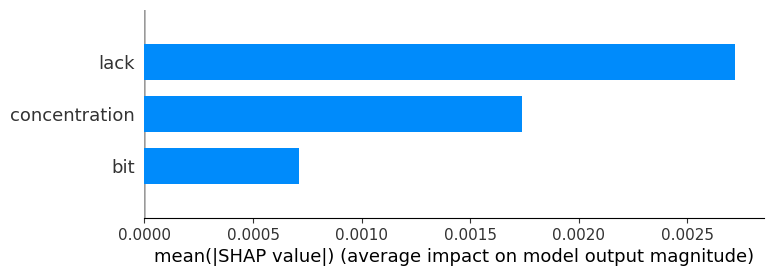 lack
concentration
bit
0.0000 0.0005 0.0010 0.0015 0.0020 0.0025
mean(|SHAP value|) (average impact on model output magnitude)